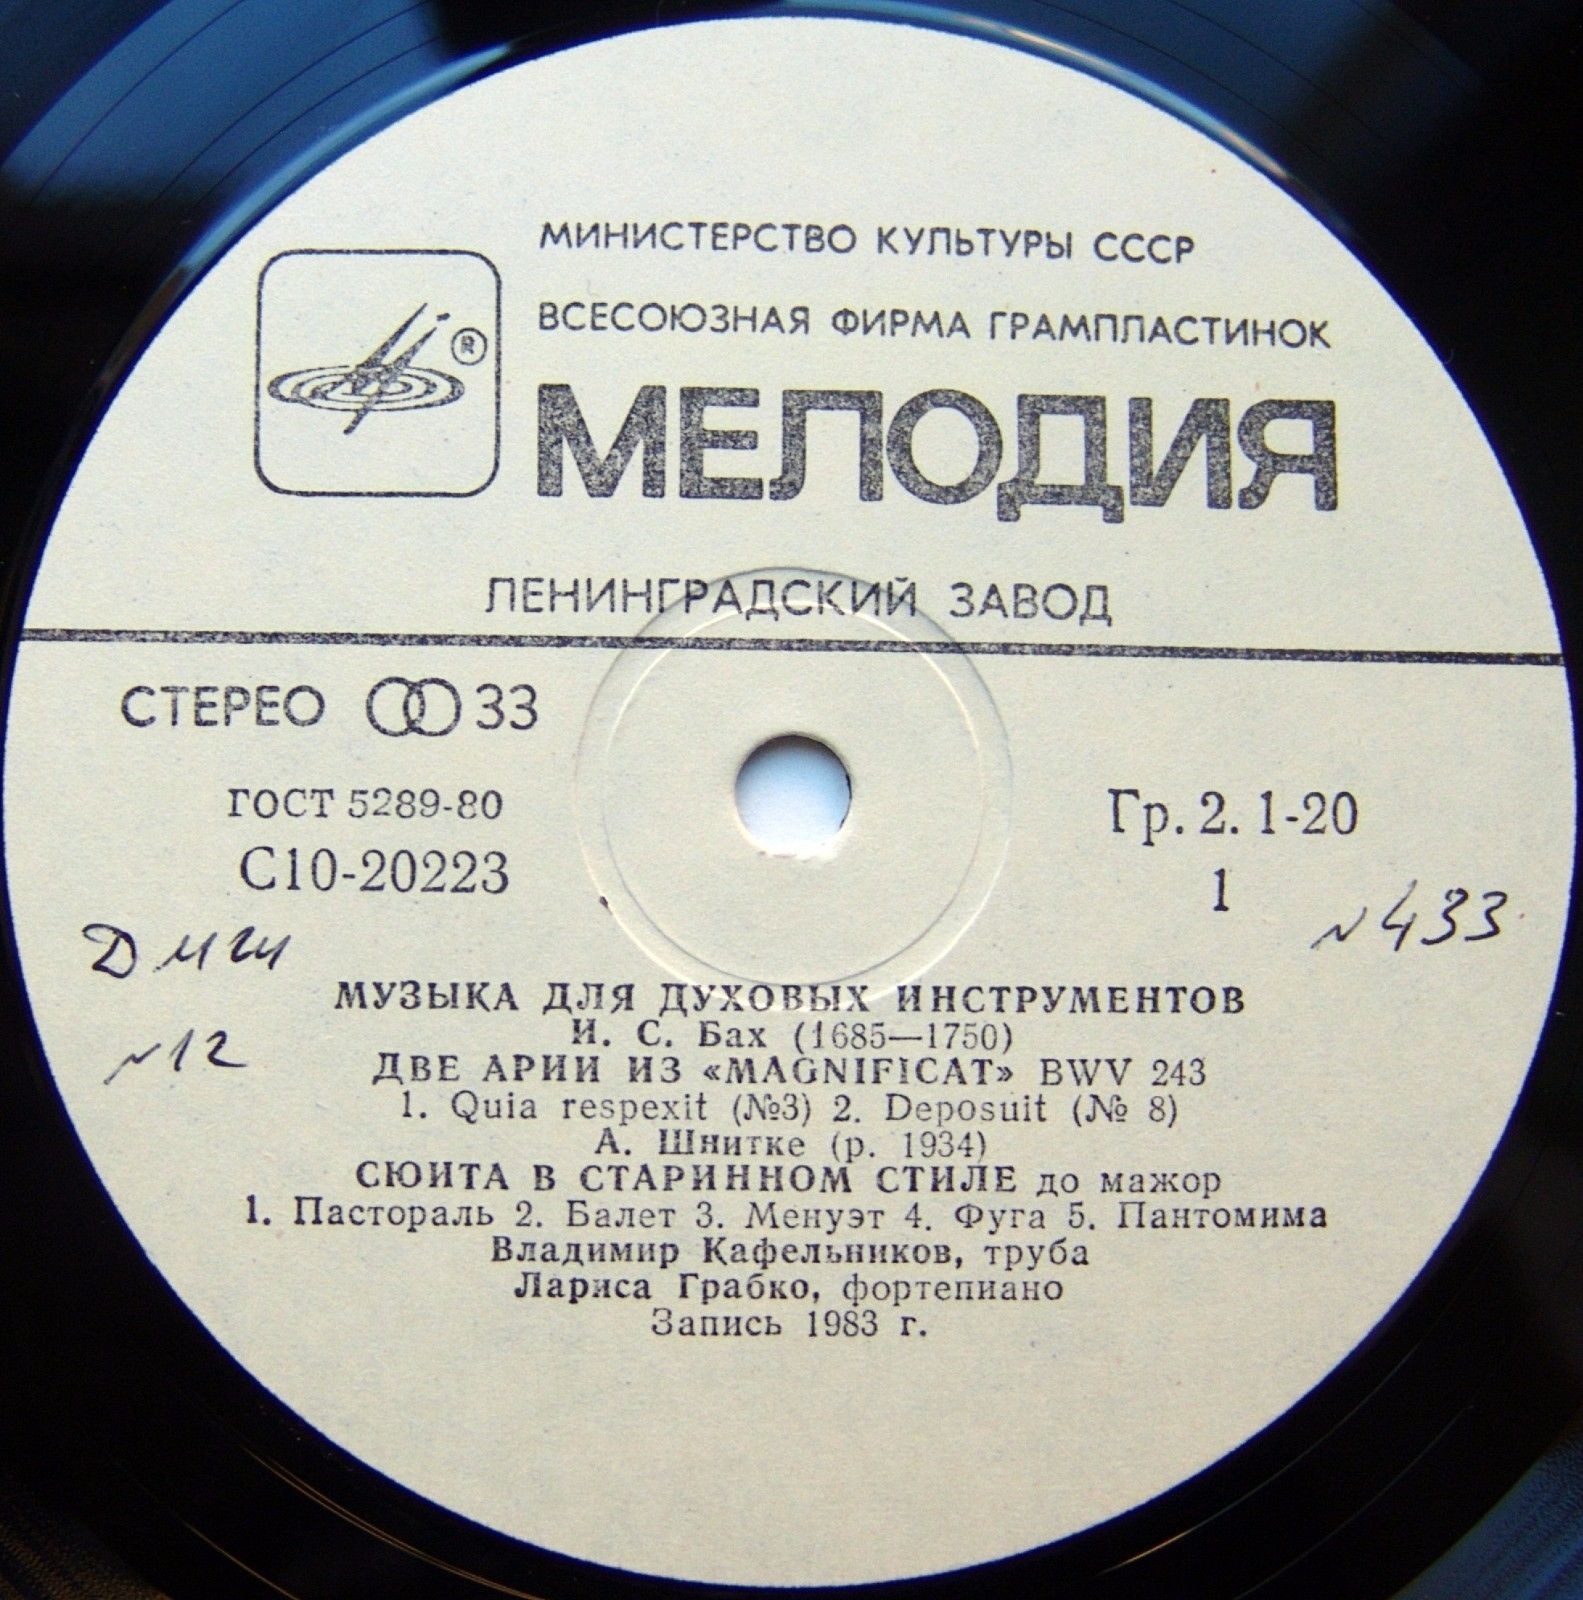 МИНИСТЕРСТВО КУЛЬТУРЫ СССР
ВСЕСОЮЗНАЯ ФИРМА ГРАМПЛАСТИНОК
®
МЕЛОДИЯ
ЛЕНИНГРАДСКИЙ ЗАВОД
СТЕРЕО 33
ГОСТ 5289-80
Гр. 2. 1-20
С10-20223
1
ДМШ
№433
№12
МУЗЫКА ДЛЯ ДУХОВЫХ ИНСТРУМЕНТОВ
И. С. Бах (1685—1750)
ДВЕ АРИИ ИЗ «MAGNIFICAT» BWV 243
1. Quia respexit (№3) 2. Deposuit (№ 8)
А. Шнитке (р. 1934)
СЮИТА В СТАРИННОМ СТИЛЕ до мажор
1. Пастораль 2. Балет 3. Менуэт 4. Фуга 5. Пантомима
Владимир Кафельников, труба
Лариса Грабко, фортепиано
Запись 1983 г.